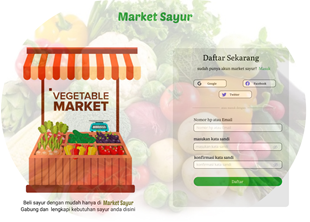 Market Sayur
VEGETABLE
MARKET
Beli sayur dengan mudah hanya di Market Sayur
Gabung dan lengkapi kebutuhan sayur anda disini
Daftar Sekarang
sudah punya akun market sayur? Masuk
Google
Facebook
Twitter
Nomor hp atau Email
masukan kata sandi
konfirmasi kata sandi
Daftar